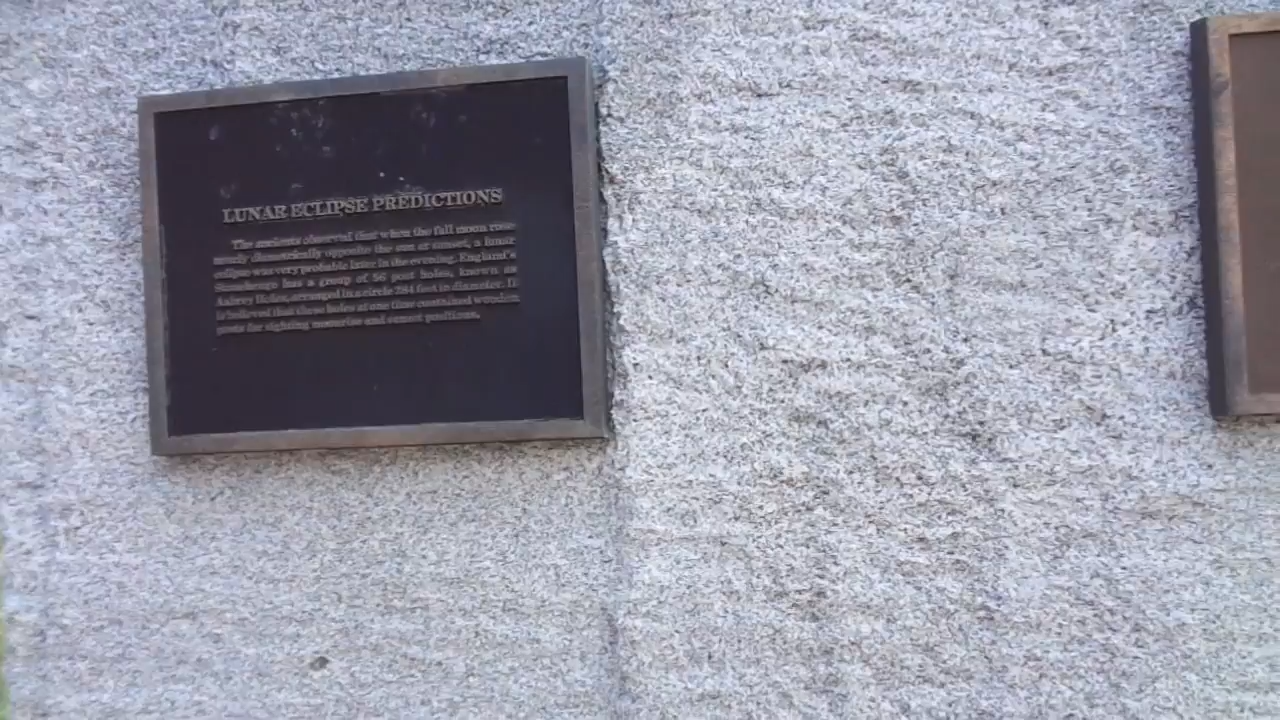 LUNAR ECLIPSE PREDICTIONS
The ancients observed that when the full moon rose
nearly diametrically opposite the sun at sunset, a lunar
eclipse was very probable later in the evening. England's
Stonehenge has a group of 56 post holes, known as
Aubrey Holes, arranged in a circle 284 feet in diameter. It
is believed that these holes at one time contained wooden
posts for sighting moonrise and sunset positions.